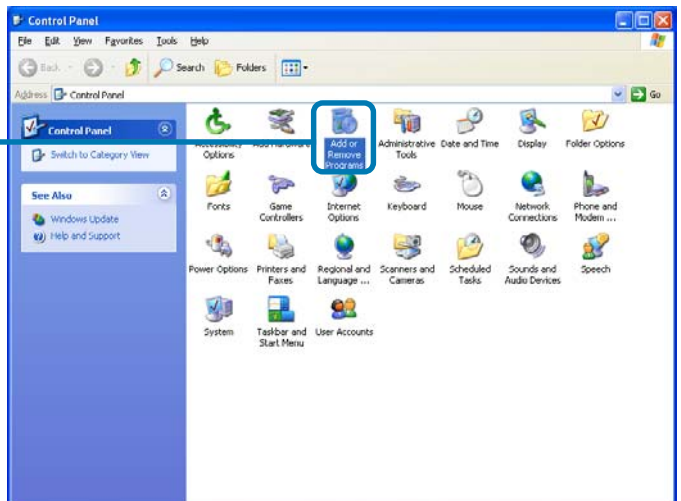 Control Panel
File Edit View Favorites Tools Help
Back Search Folders
Address Control Panel Go
Control Panel
Switch to Category View
See Also
Windows Update
Help and Support
Accessibility Options
Add Hardware
Add or Remove Programs
Administrative Tools
Date and Time
Display
Folder Options
Fonts
Game Controllers
Internet Options
Keyboard
Mouse
Network Connections
Phone and Modem ...
Power Options
Printers and Faxes
Regional and Language ...
Scanners and Cameras
Scheduled Tasks
Sounds and Audio Devices
Speech
System
Taskbar and Start Menu
User Accounts